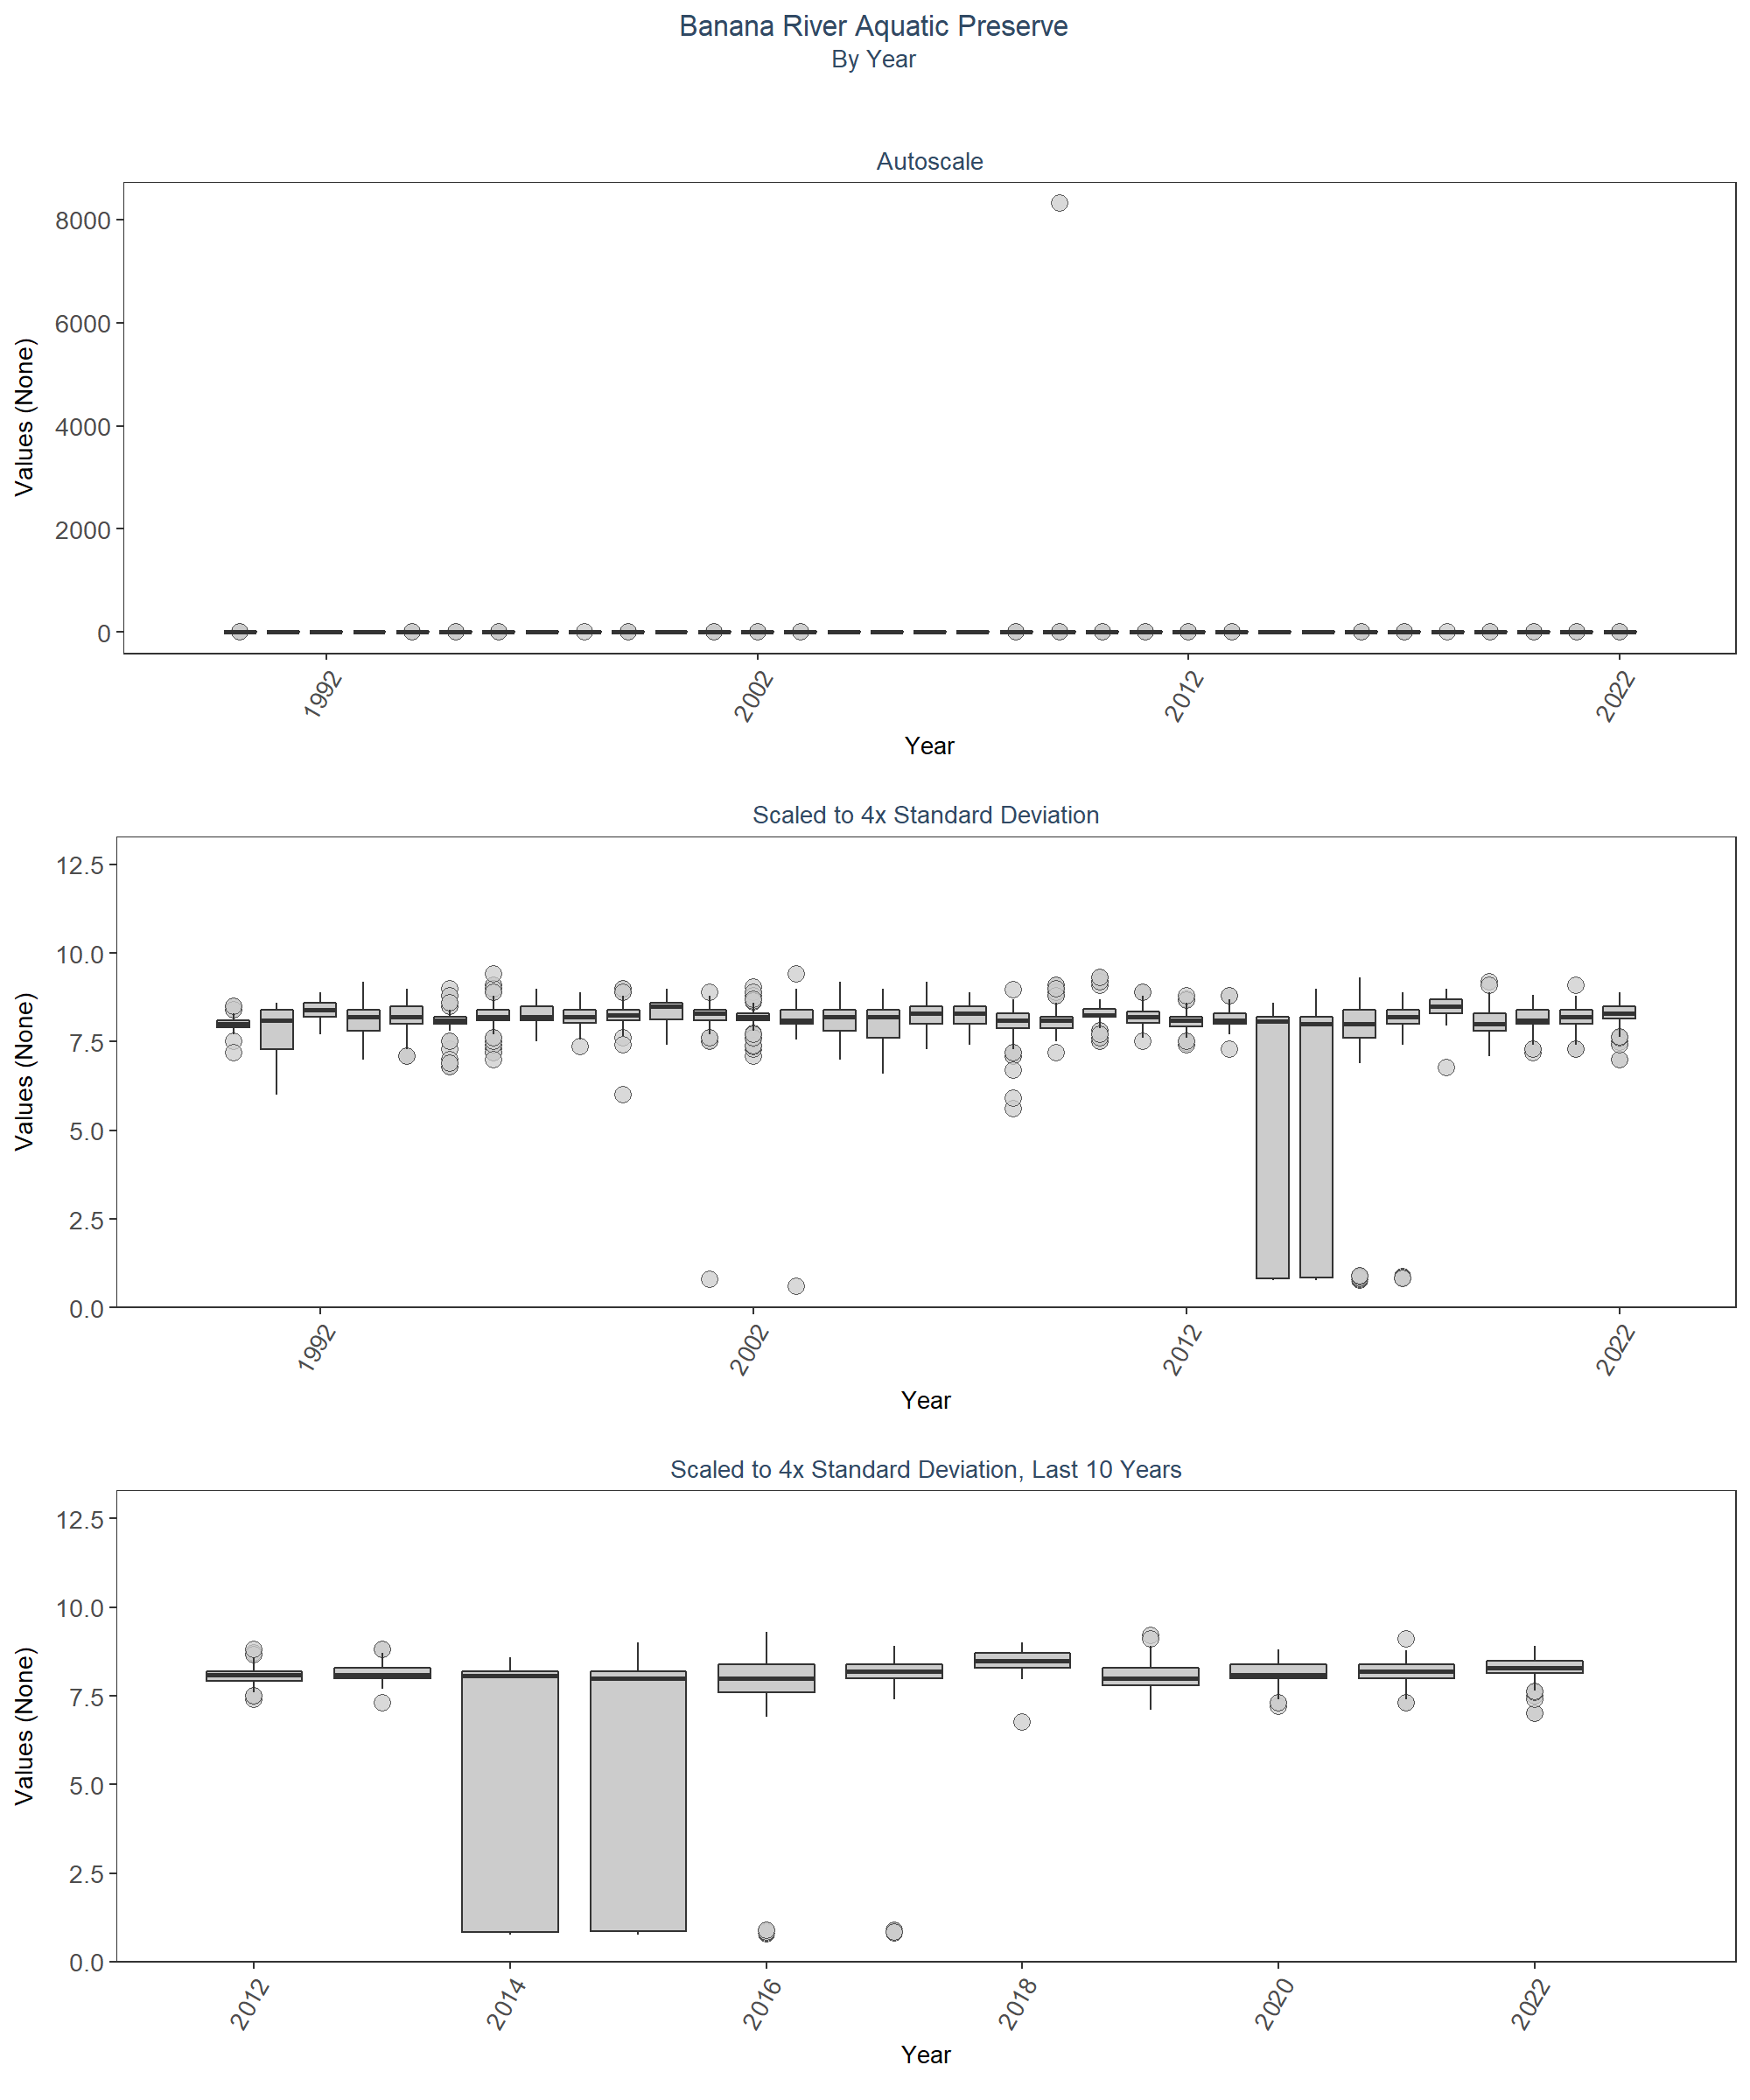 Banana River Aquatic Preserve
By Year
Autoscale
Values (None)
8000
6000
4000
2000
0
1992
2002
2012
2022
Year
Scaled to 4x Standard Deviation
Values (None)
12.5
10.0
7.5
5.0
2.5
0.0
1992
2002
2012
2022
Year
Scaled to 4x Standard Deviation, Last 10 Years
Values (None)
12.5
10.0
7.5
5.0
2.5
0.0
2012
2014
2016
2018
2020
2022
Year